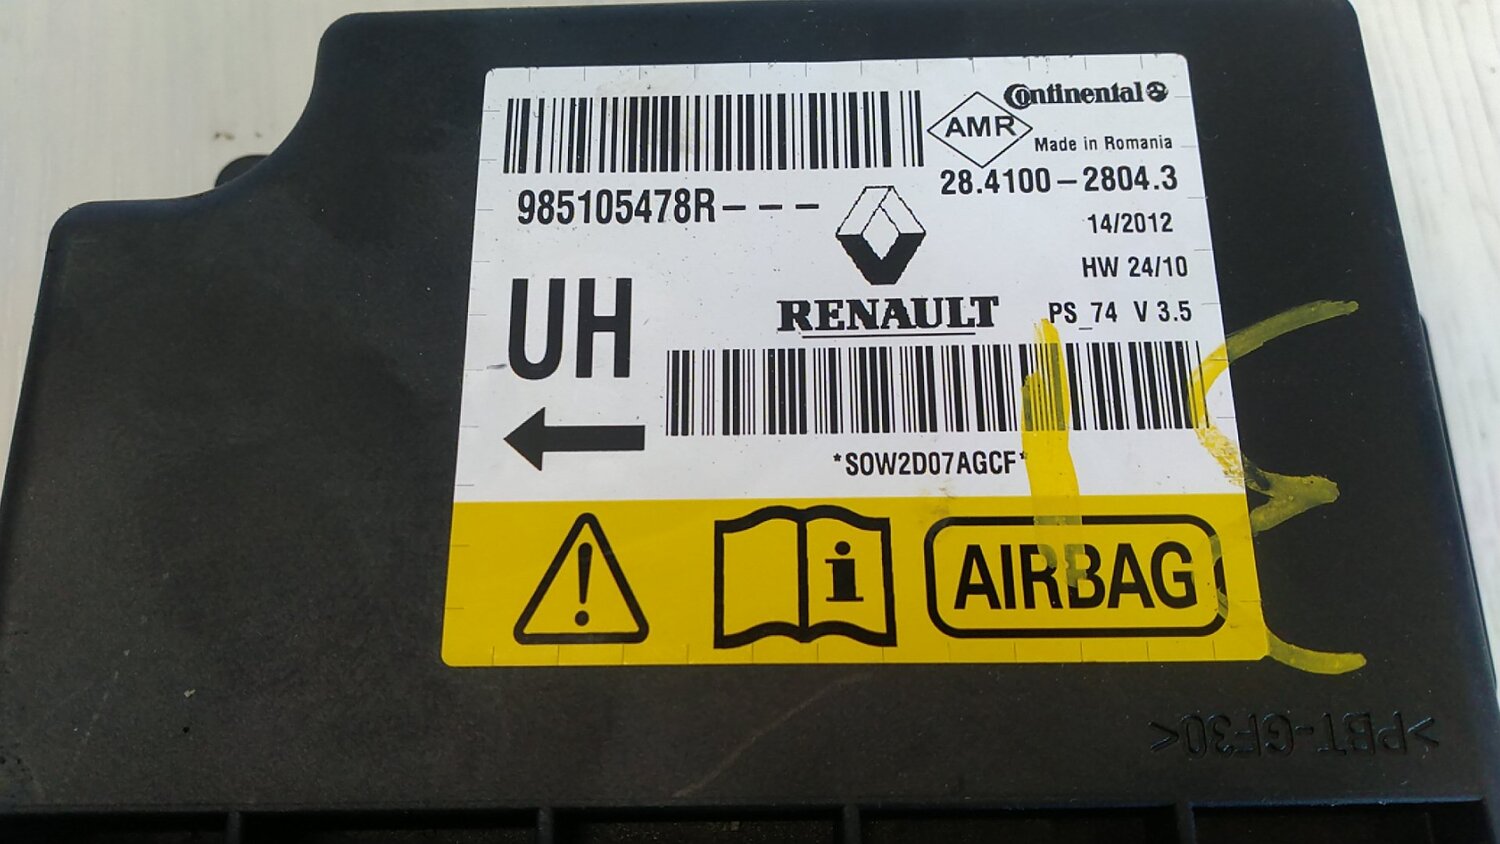 Continental
AMR
Made in Romania
985105478R---
28.4100-2804.3
14/2012
HW 24/10
UH
RENAULT
PS_74 V 3.5
*SOW2D07AGCF*
! i AIRBAG
>PBT-GF30<